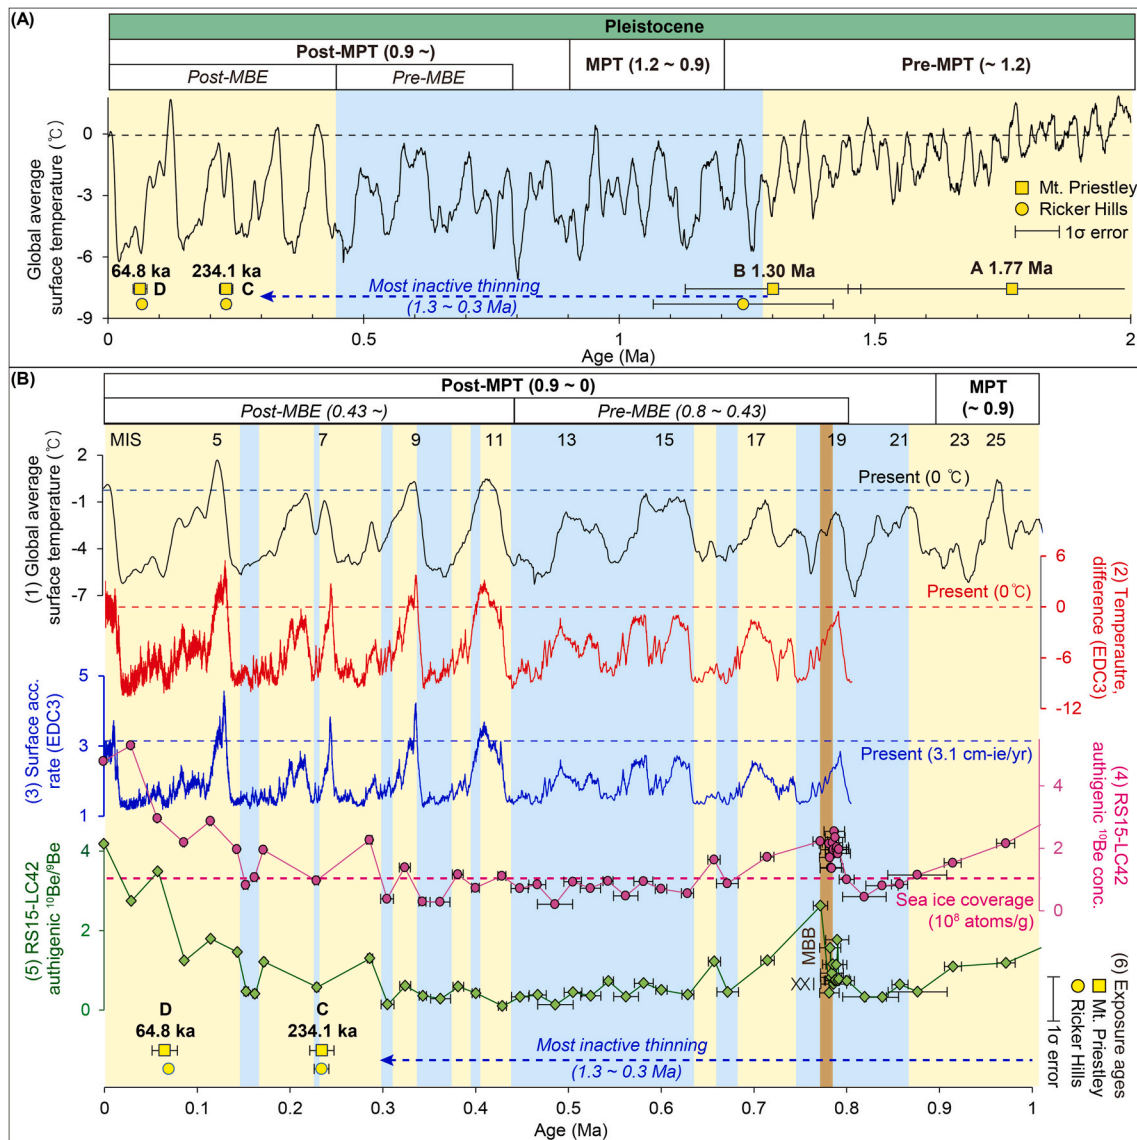 (A)
Pleistocene
Post-MPT (0.9 ~)
MPT (1.2 ~ 0.9)
Pre-MPT (~ 1.2)
Post-MBE
Pre-MBE
Global average
surface temperature (℃)
0
-3
-6
-9
Mt. Priestley
Ricker Hills
1σ error
64.8 ka
D
234.1 ka
C
Most inactive thinning
(1.3 ~ 0.3 Ma)
B 1.30 Ma
A 1.77 Ma
0
0.5
1
1.5
2
Age (Ma)
(B)
Post-MPT (0.9 ~ 0)
MPT
(~ 0.9)
Post-MBE (0.43 ~)
Pre-MBE (0.8 ~ 0.43)
MIS
5
7
9
11
13
15
17
19
21
23
25
(1) Global average
surface temperature (℃)
2
-1
-4
-7
Present (0 ℃)
(2) Temperautre,
difference (EDC3)
6
0
-6
-12
Present (0℃)
(3) Surface acc.
rate (EDC3)
5
3
1
Present (3.1 cm-ie/yr)
(4) RS15-LC42
authigenic ¹⁰Be conc.
4
2
0
Sea ice coverage
(10⁸ atoms/g)
(5) RS15-LC42
authigenic ¹⁰Be/⁹Be
4
2
0
MBB
(6) Exposure ages
Mt. Priestley
Ricker Hills
1σ error
D
64.8 ka
C
234.1 ka
Most inactive thinning
(1.3 ~ 0.3 Ma)
0
0.1
0.2
0.3
0.4
0.5
0.6
0.7
0.8
0.9
1
Age (Ma)